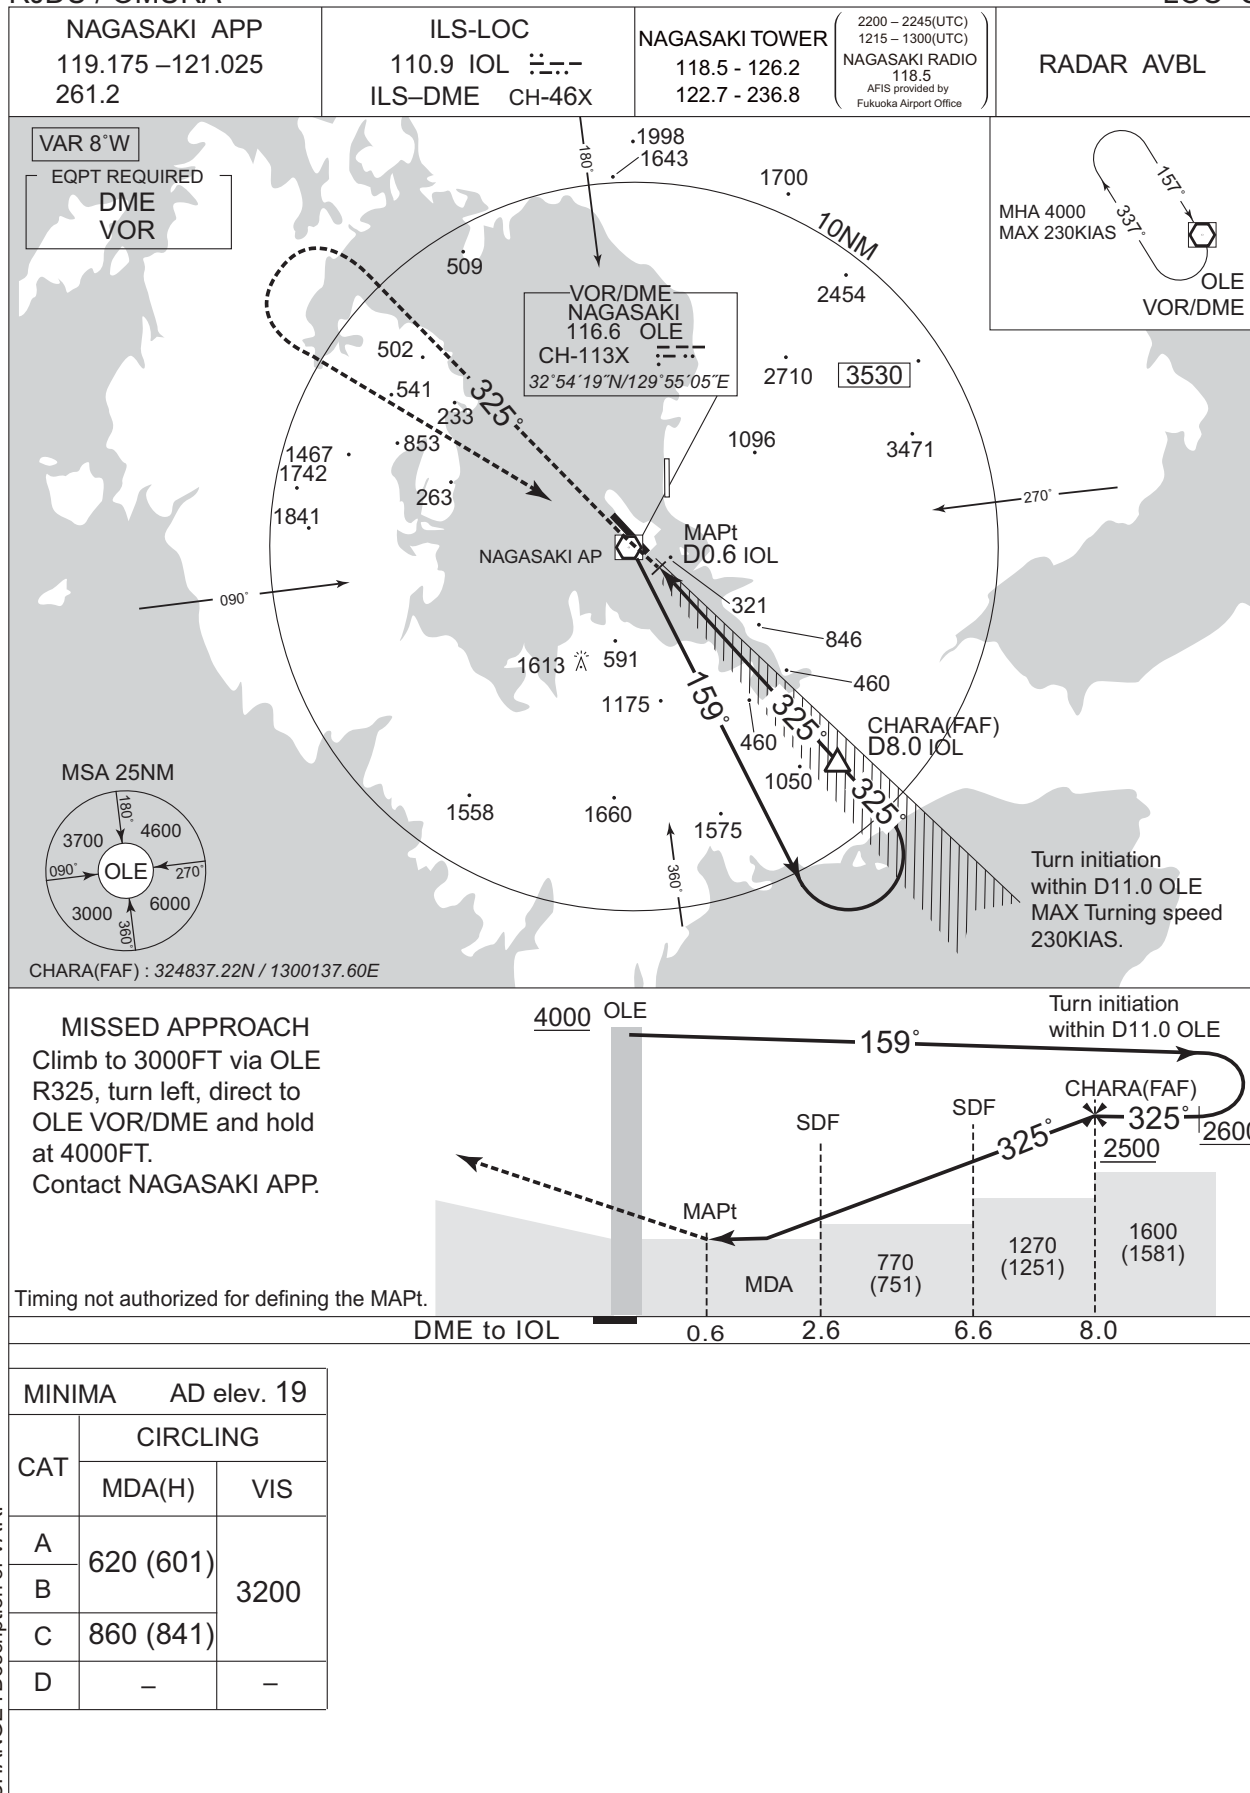 NAGASAKI APP
119.175 –121.025
261.2
ILS-LOC
110.9 IOL
ILS–DME CH-46X
NAGASAKI TOWER
118.5 - 126.2
122.7 - 236.8
2200 – 2245(UTC)
1215 – 1300(UTC)
NAGASAKI RADIO
118.5
AFIS provided by
Fukuoka Airport Office
RADAR AVBL
VAR 8˚W
EQPT REQUIRED
DME
VOR
180˚
1998
1643
1700
10NM
509
2454
MHA 4000
MAX 230KIAS
157˚
337˚
OLE
VOR/DME
VOR/DME
NAGASAKI
116.6 OLE
CH-113X
32˚54´19˝N/129˚55´05˝E
502
541
233
325˚
2710
3530
1467
1742
853
1096
3471
263
1841
270˚
NAGASAKI AP
MAPt
D0.6 IOL
090˚
321
846
1613
591
460
1175
159˚
325˚
460
CHARA(FAF)
D8.0 IOL
1050
325˚
MSA 25NM
180˚
3700
4600
090˚
OLE
270˚
3000
6000
360˚
1558
1660
1575
360˚
Turn initiation
within D11.0 OLE
MAX Turning speed
230KIAS.
CHARA(FAF) : 324837.22N / 1300137.60E
MISSED APPROACH
Climb to 3000FT via OLE
R325, turn left, direct to
OLE VOR/DME and hold
at 4000FT.
Contact NAGASAKI APP.
4000
OLE
159˚
Turn initiation
within D11.0 OLE
CHARA(FAF)
SDF
SDF
325˚
325˚
2500
2600
MAPt
MDA
770
(751)
1270
(1251)
1600
(1581)
Timing not authorized for defining the MAPt.
DME to IOL
0.6
2.6
6.6
8.0
MINIMA AD elev. 19
CAT
CIRCLING
MDA(H)
VIS
A
B
620 (601)
3200
C
860 (841)
D
–
–